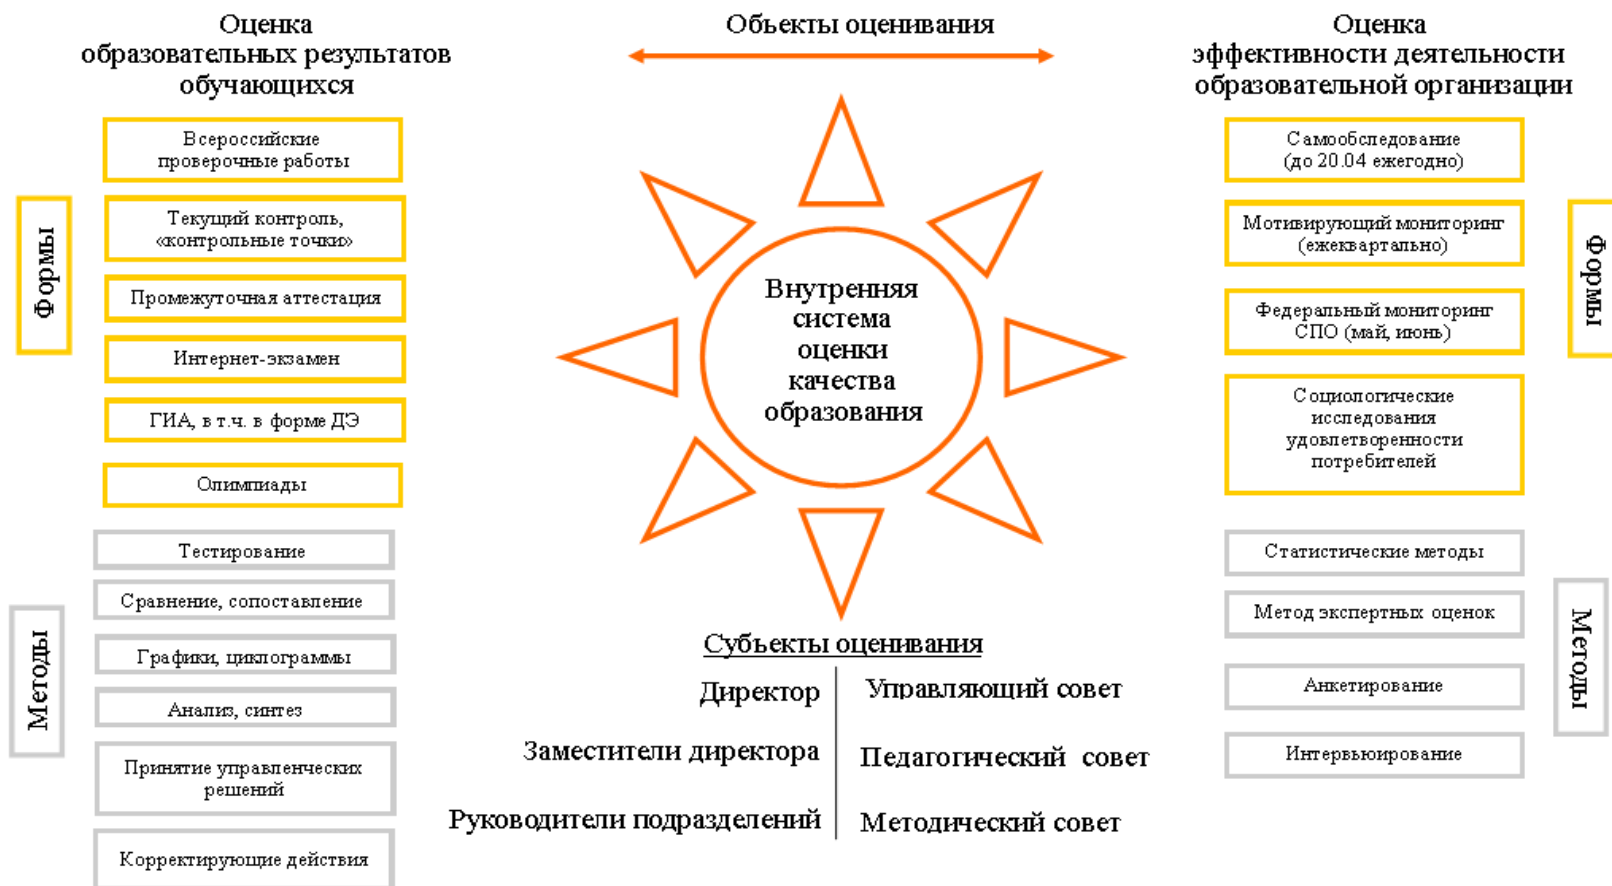 Оценка
образовательных результатов
обучающихся
Формы
Всероссийские
проверочные работы
Текущий контроль,
«контрольные точки»
Промежуточная аттестация
Интернет-экзамен
ГИА, в т.ч. в форме ДЭ
Олимпиады
Методы
Тестирование
Сравнение, сопоставление
Графики, циклограммы
Анализ, синтез
Принятие управленческих
решений
Корректирующие действия
Объекты оценивания
Внутренняя
система
оценки
качества
образования
Субъекты оценивания
Директор
Заместители директора
Руководители подразделений
Управляющий совет
Педагогический совет
Методический совет
Оценка
эффективности деятельности
образовательной организации
Самообследование
(до 20.04 ежегодно)
Мотивирующий мониторинг
(ежеквартально)
Федеральный мониторинг
СПО (май, июнь)
Социологические
исследования
удовлетворенности
потребителей
Формы
Статистические методы
Метод экспертных оценок
Анкетирование
Интервьюирование
Методы